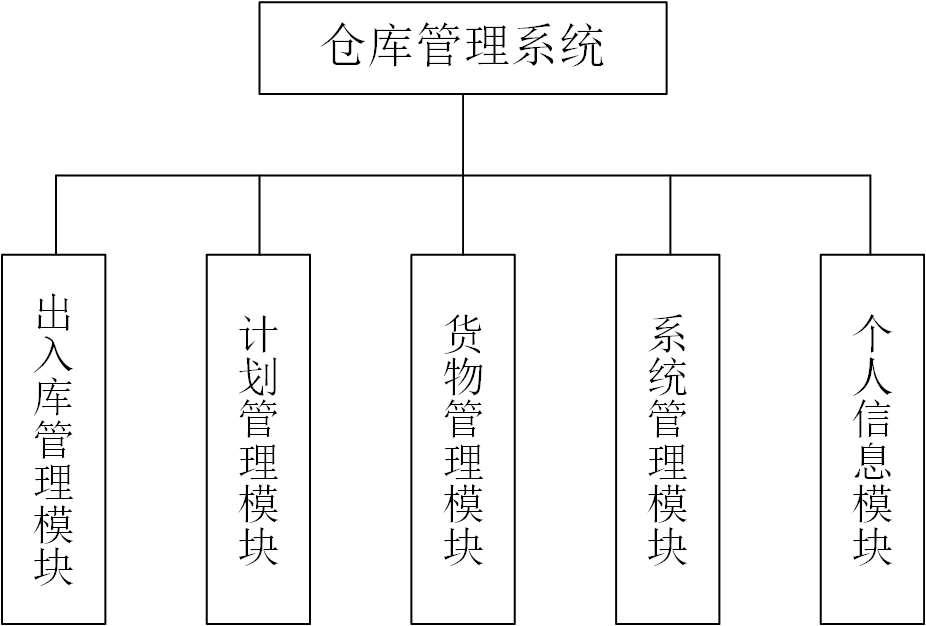 仓库管理系统
出入库管理模块
计划管理模块
货物管理模块
系统管理模块
个人信息模块